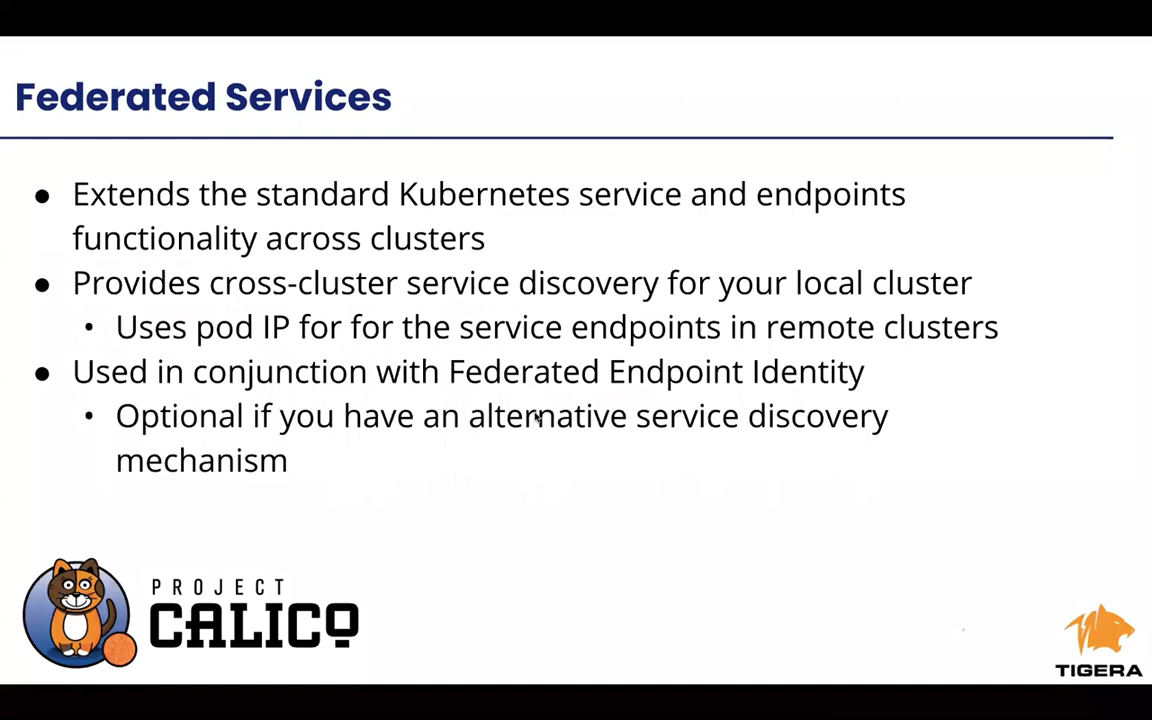 Federated Services
● Extends the standard Kubernetes service and endpoints
functionality across clusters
● Provides cross-cluster service discovery for your local cluster
• Uses pod IP for for the service endpoints in remote clusters
● Used in conjunction with Federated Endpoint Identity
• Optional if you have an alternative service discovery
mechanism
PROJECT
CALICO
TIGERA